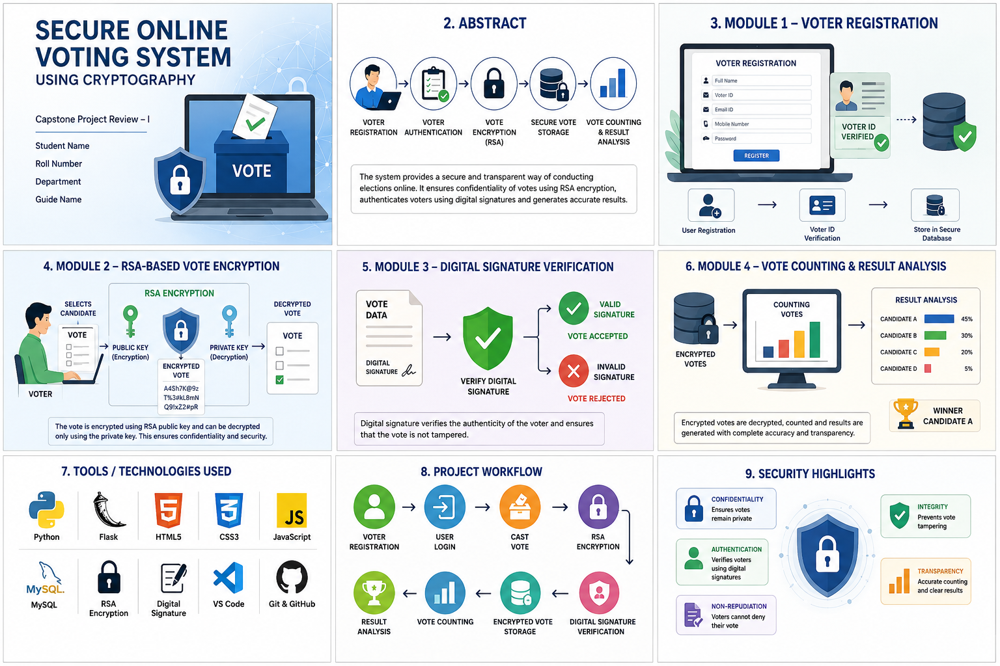 SECURE ONLINE
VOTING SYSTEM
USING CRYPTOGRAPHY
Capstone Project Review – I
Student Name
Roll Number
Department
Guide Name
VOTE
2. ABSTRACT
VOTER
REGISTRATION
VOTER
AUTHENTICATION
VOTE
ENCRYPTION
(RSA)
SECURE VOTE
STORAGE
VOTE COUNTING
& RESULT
ANALYSIS
The system provides a secure and transparent way of conducting
elections online. It ensures confidentiality of votes using RSA encryption,
authenticates voters using digital signatures and generates accurate results.
3. MODULE 1 – VOTER REGISTRATION
VOTER REGISTRATION
Full Name
Voter ID
Email ID
Mobile Number
Password
REGISTER
VOTER ID
VERIFIED
User Registration
Voter ID
Verification
Store in Secure
Database
4. MODULE 2 – RSA-BASED VOTE ENCRYPTION
SELECTS
CANDIDATE
VOTE
VOTER
RSA ENCRYPTION
PUBLIC KEY
(Encryption)
PRIVATE KEY
(Decryption)
ENCRYPTED
VOTE
A4Sh7K@9z
T%3#kL8mN
Q9!xZ2#pR
DECRYPTED
VOTE
VOTE
The vote is encrypted using RSA public key and can be decrypted
only using the private key. This ensures confidentiality and security.
5. MODULE 3 – DIGITAL SIGNATURE VERIFICATION
VOTE
DATA
DIGITAL
SIGNATURE
VERIFY DIGITAL
SIGNATURE
VALID
SIGNATURE
VOTE ACCEPTED
INVALID
SIGNATURE
VOTE REJECTED
Digital signature verifies the authenticity of the voter and ensures
that the vote is not tampered.
6. MODULE 4 – VOTE COUNTING & RESULT ANALYSIS
ENCRYPTED
VOTES
COUNTING
VOTES
RESULT ANALYSIS
CANDIDATE A 45%
CANDIDATE B 30%
CANDIDATE C 20%
CANDIDATE D 5%
WINNER
CANDIDATE A
Encrypted votes are decrypted, counted and results are
generated with complete accuracy and transparency.
7. TOOLS / TECHNOLOGIES USED
Python
Flask
5
HTML5
3
CSS3
JS
JavaScript
MySQL.
MySQL
RSA
Encryption
Digital
Signature
VS Code
Git & GitHub
8. PROJECT WORKFLOW
VOTER
REGISTRATION
USER
LOGIN
CAST
VOTE
RSA
ENCRYPTION
RESULT
ANALYSIS
VOTE COUNTING
ENCRYPTED VOTE
STORAGE
DIGITAL SIGNATURE
VERIFICATION
9. SECURITY HIGHLIGHTS
CONFIDENTIALITY
Ensures votes
remain private
AUTHENTICATION
Verifies voters
using digital
signatures
NON-REPUDIATION
Voters cannot deny
their vote
INTEGRITY
Prevents vote
tampering
TRANSPARENCY
Accurate counting
and clear results